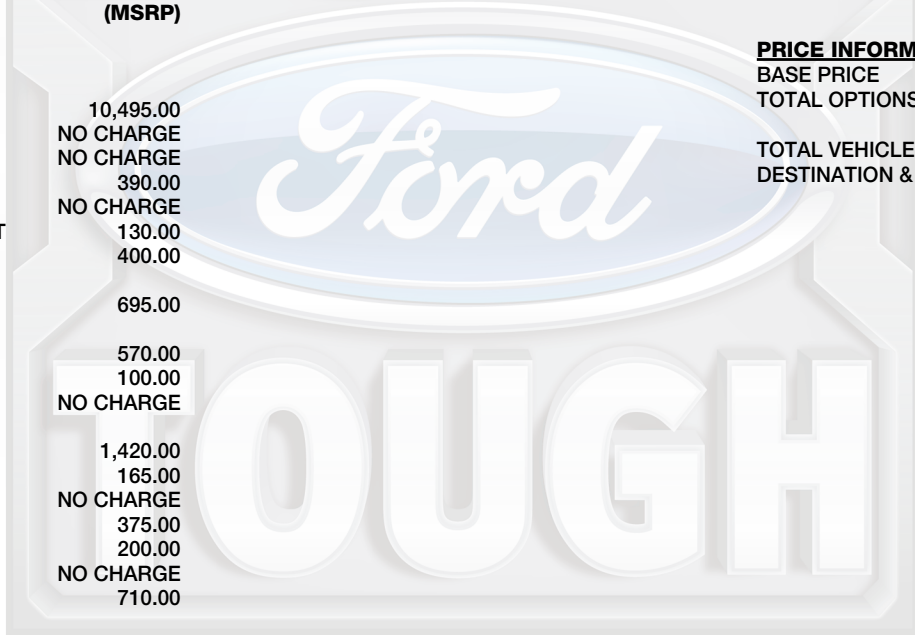 (MSRP)
10,495.00
NO CHARGE
NO CHARGE
390.00
NO CHARGE
T
130.00
400.00
695.00
570.00
100.00
NO CHARGE
1,420.00
165.00
NO CHARGE
375.00
200.00
NO CHARGE
710.00
PRICE INFORM
BASE PRICE
TOTAL OPTIONS
TOTAL VEHICLE
DESTINATION &
Ford
TOUGH